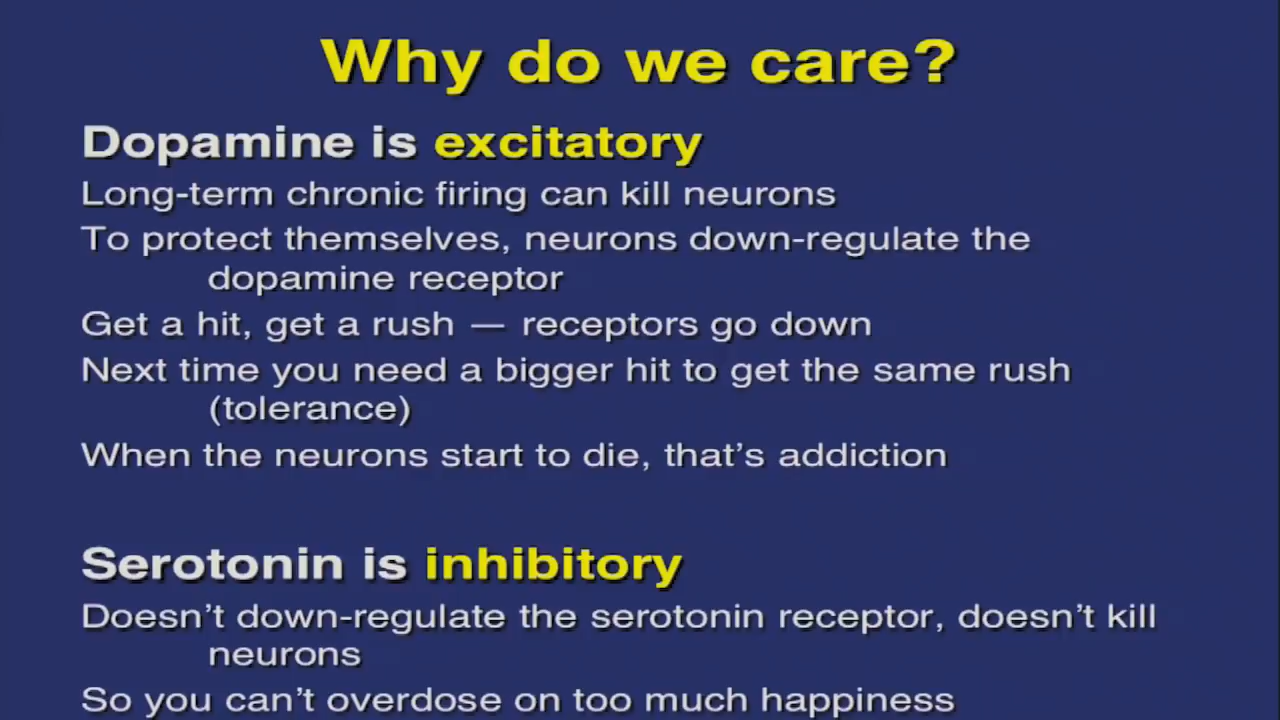 Why do we care?
Dopamine is excitatory
Long-term chronic firing can kill neurons
To protect themselves, neurons down-regulate the
dopamine receptor
Get a hit, get a rush — receptors go down
Next time you need a bigger hit to get the same rush
(tolerance)
When the neurons start to die, that’s addiction
Serotonin is inhibitory
Doesn’t down-regulate the serotonin receptor, doesn’t kill
neurons
So you can’t overdose on too much happiness